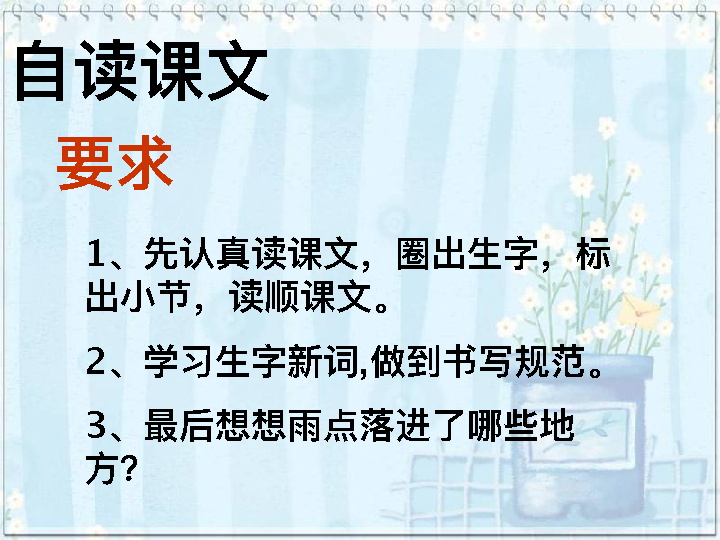 自读课文
要求
1、先认真读课文，圈出生字，标
出小节，读顺课文。
2、学习生字新词,做到书写规范。
3、最后想想雨点落进了哪些地
方?